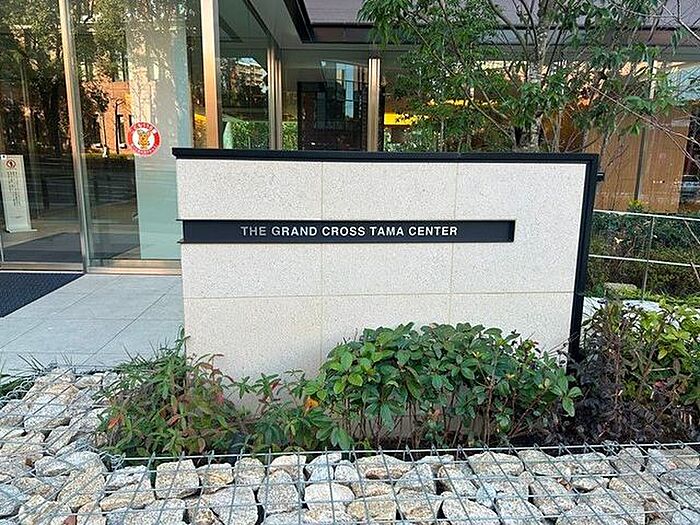 THE GRAND CROSS TAMA CENTER